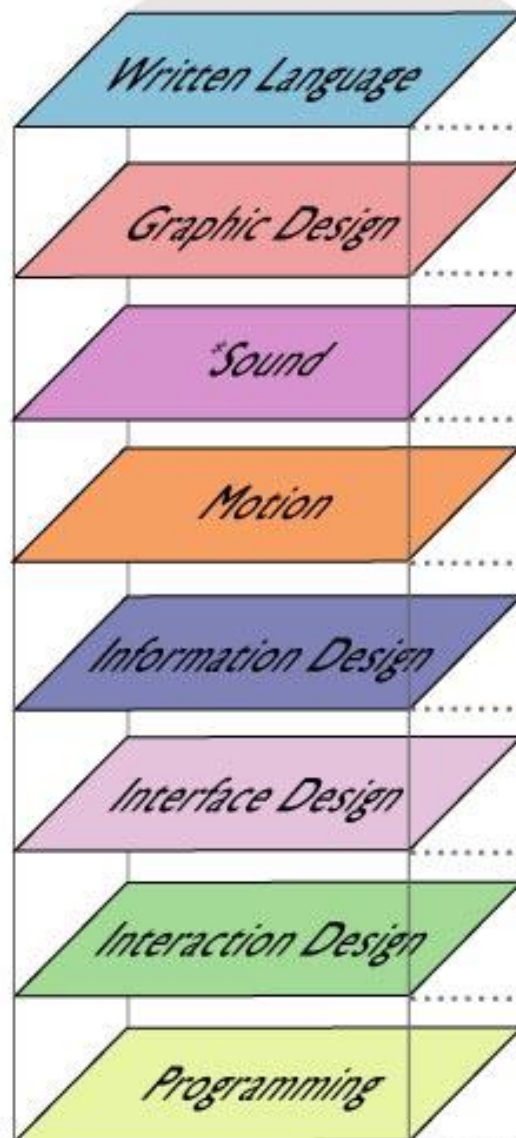 Written Language
Graphic Design
*Sound
Motion
Information Design
Interface Design
Interaction Design
Programming